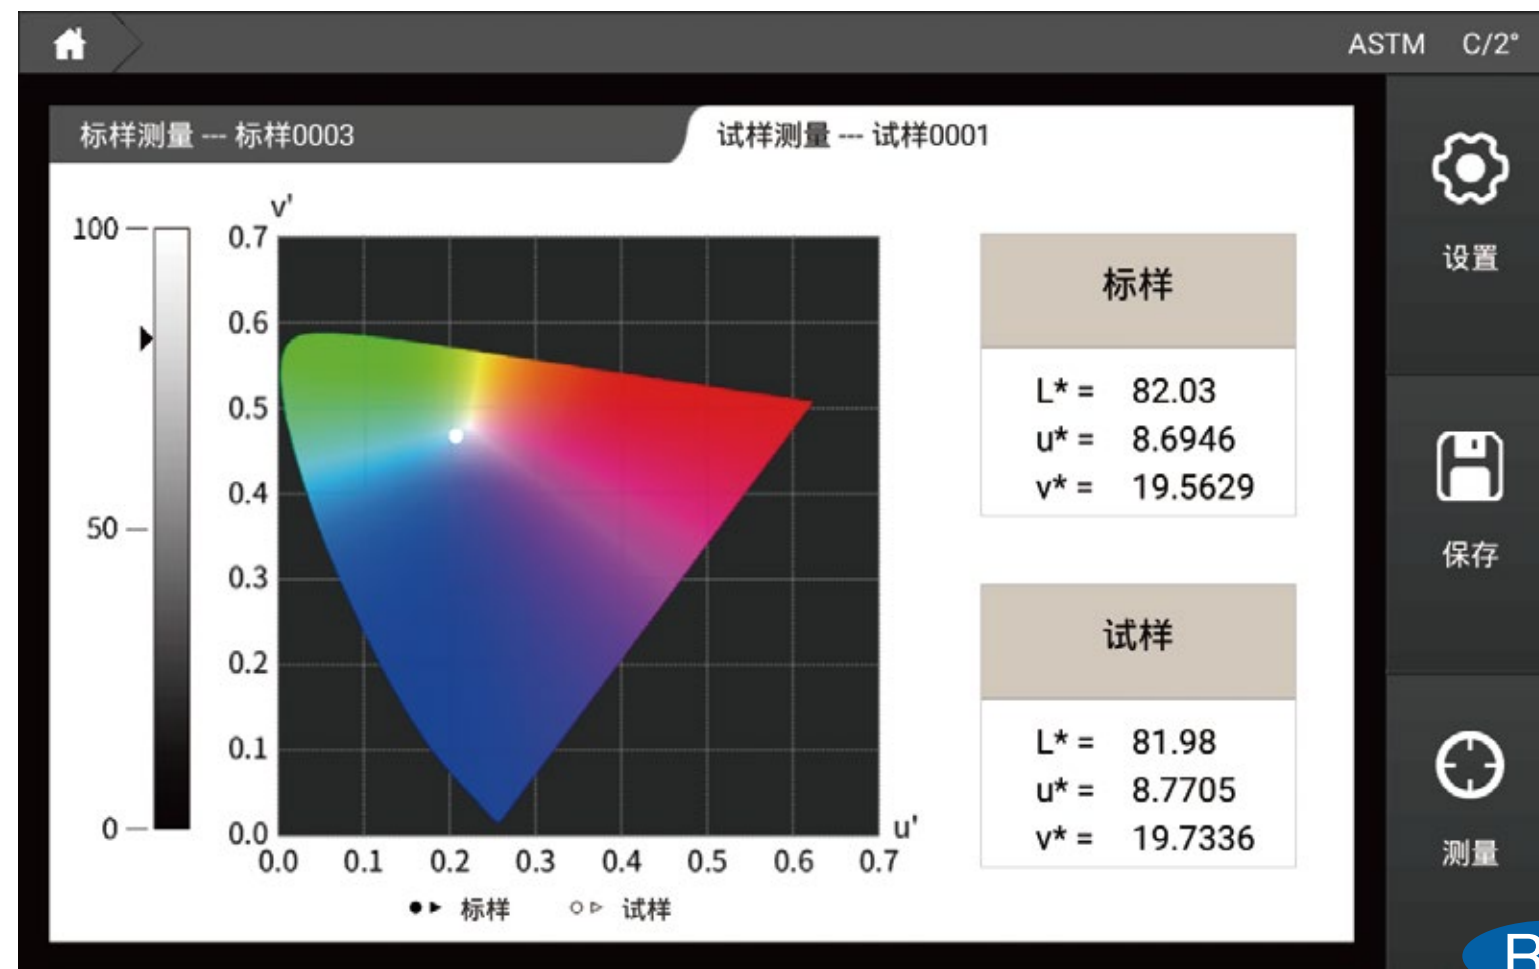 ASTM C/2°
标样测量 --- 标样0003
试样测量 --- 试样0001
设置
保存
测量
100
50
0
v'
0.7
0.6
0.5
0.4
0.3
0.2
0.1
0.0
0.0 0.1 0.2 0.3 0.4 0.5 0.6 0.7
u'
标样 试样
标样
L* = 82.03
u* = 8.6946
v* = 19.5629
试样
L* = 81.98
u* = 8.7705
v* = 19.7336